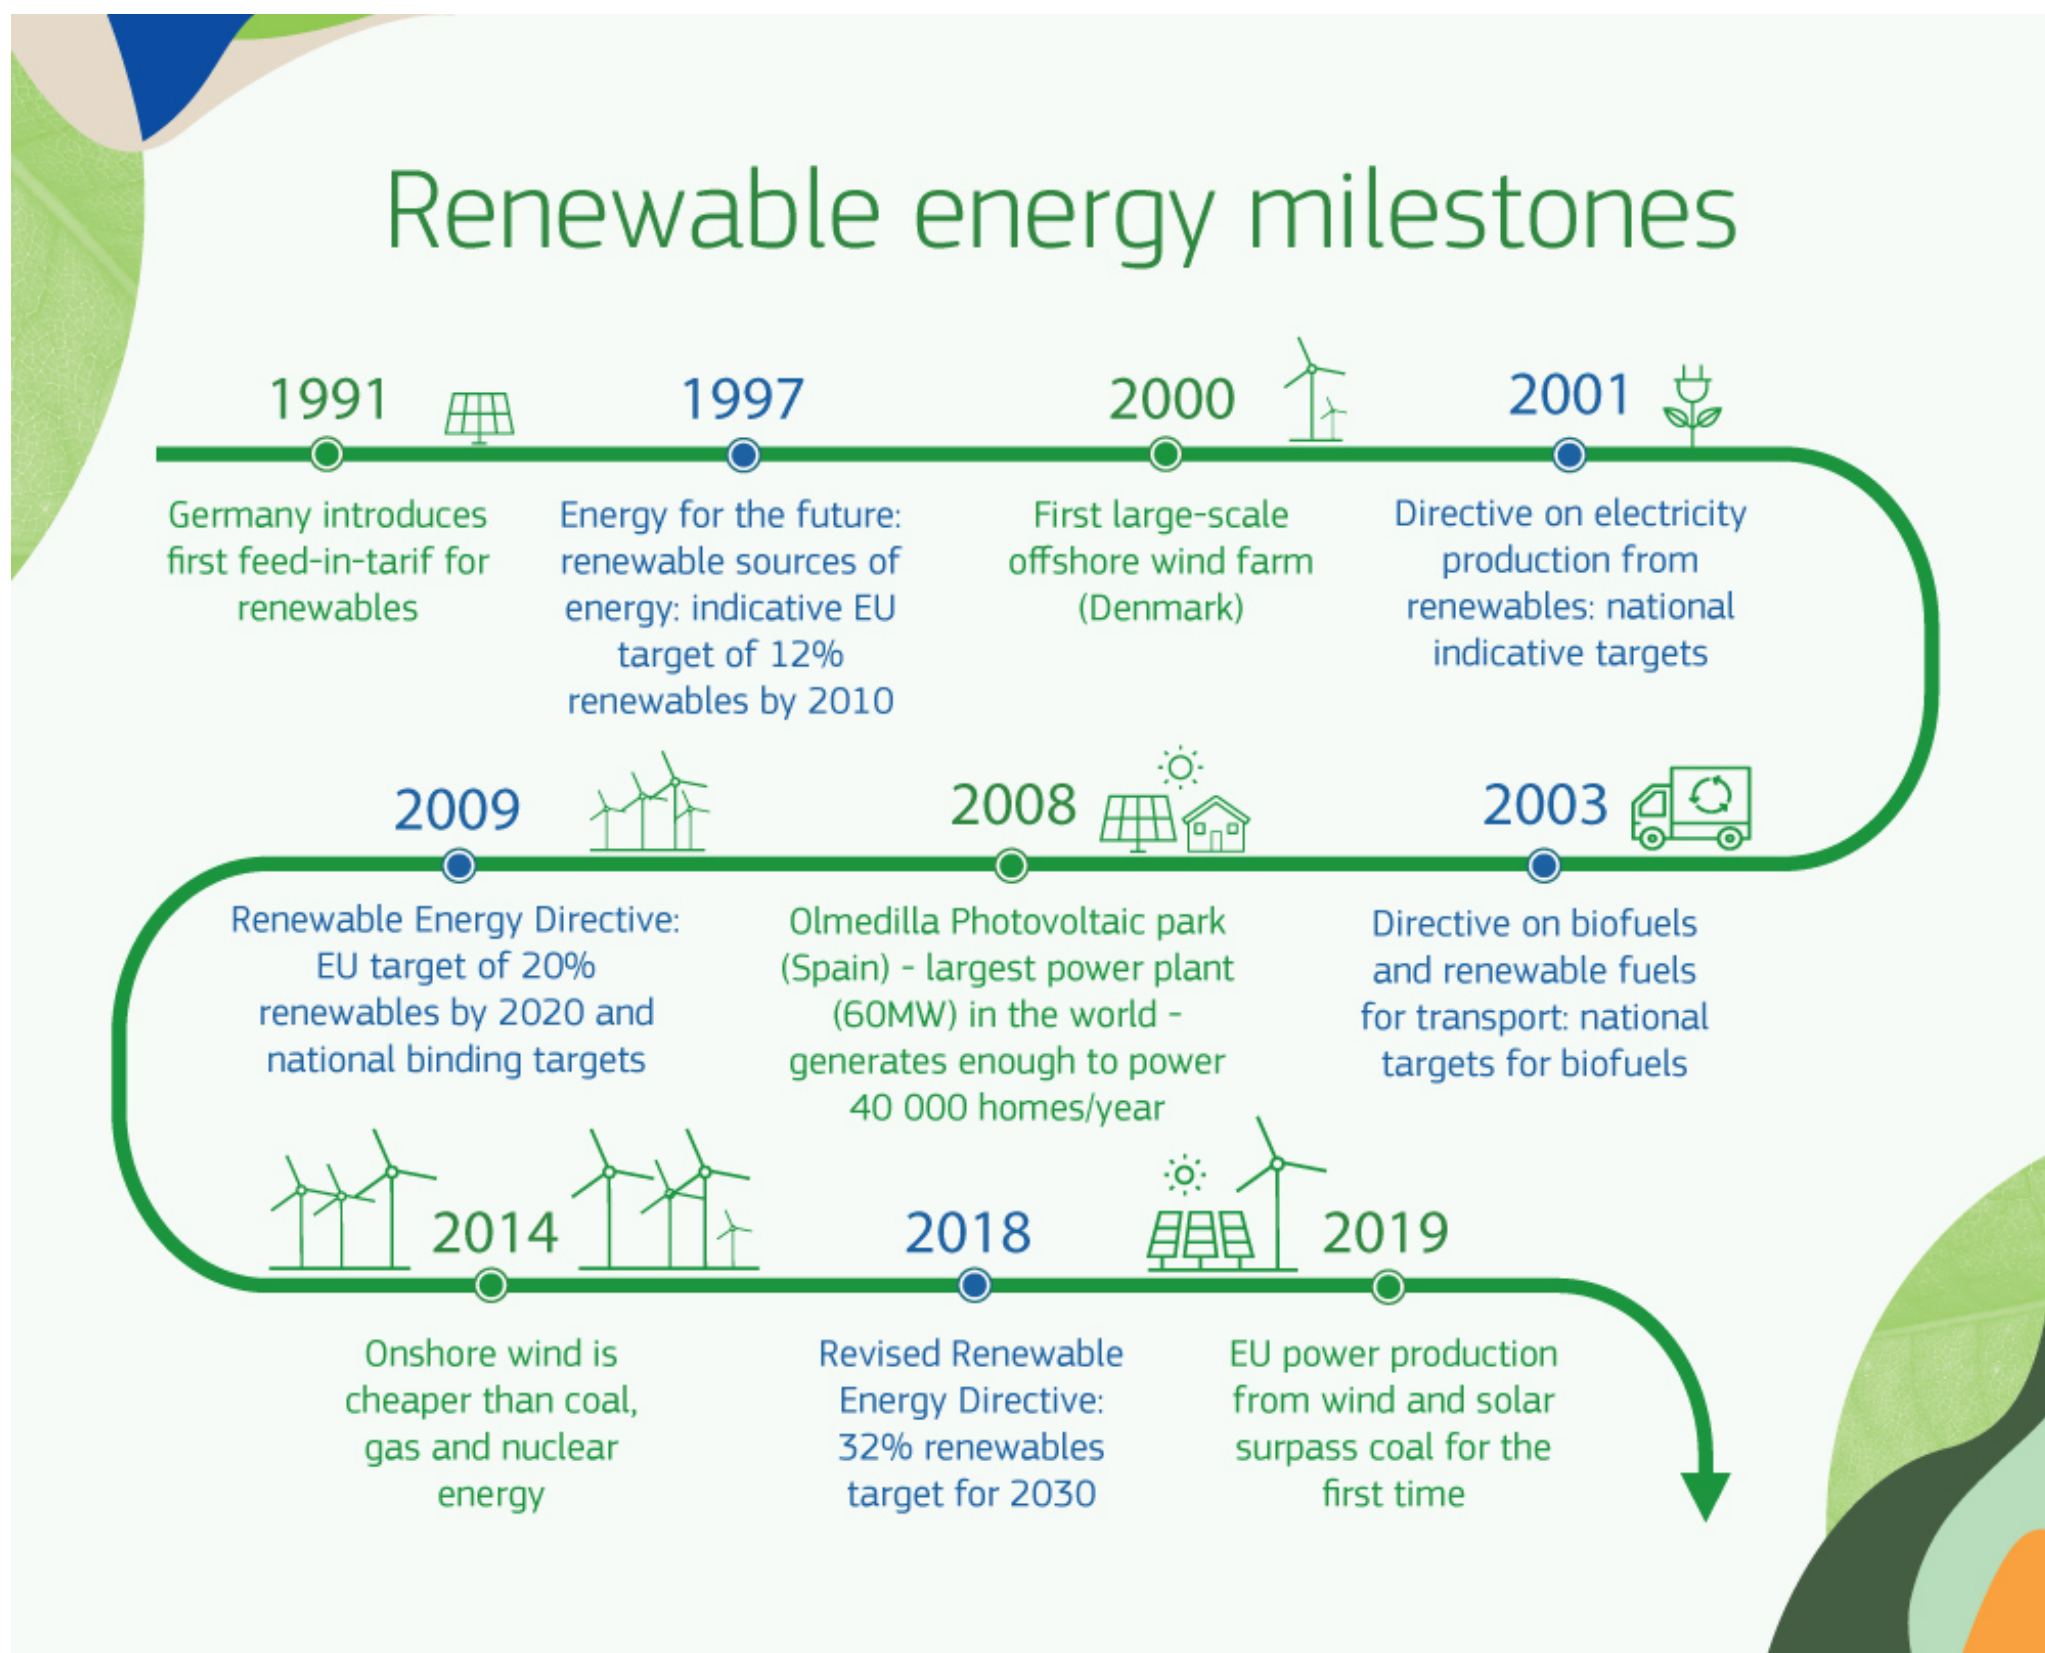 Renewable energy milestones
1991
Germany introduces
first feed-in-tarif for
renewables
1997
Energy for the future:
renewable sources of
energy: indicative EU
target of 12%
renewables by 2010
2000
First large-scale
offshore wind farm
(Denmark)
2001
Directive on electricity
production from
renewables: national
indicative targets
2003
Directive on biofuels
and renewable fuels
for transport: national
targets for biofuels
2008
Olmedilla Photovoltaic park
(Spain) - largest power plant
(60MW) in the world -
generates enough to power
40 000 homes/year
2009
Renewable Energy Directive:
EU target of 20%
renewables by 2020 and
national binding targets
2014
Onshore wind is
cheaper than coal,
gas and nuclear
energy
2018
Revised Renewable
Energy Directive:
32% renewables
target for 2030
2019
EU power production
from wind and solar
surpass coal for the
first time